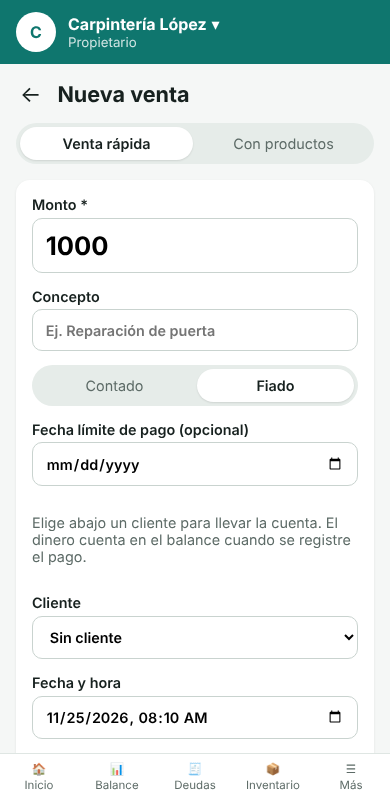 C
Carpintería López ▾
Propietario
← Nueva venta
Venta rápida
Con productos
Monto *
1000
Concepto
Ej. Reparación de puerta
Contado
Fiado
Fecha límite de pago (opcional)
mm/dd/yyyy
Elige abajo un cliente para llevar la cuenta. El
dinero cuenta en el balance cuando se registre
el pago.
Cliente
Sin cliente
Fecha y hora
11/25/2026, 08:10 AM
Inicio
Balance
Deudas
Inventario
Más